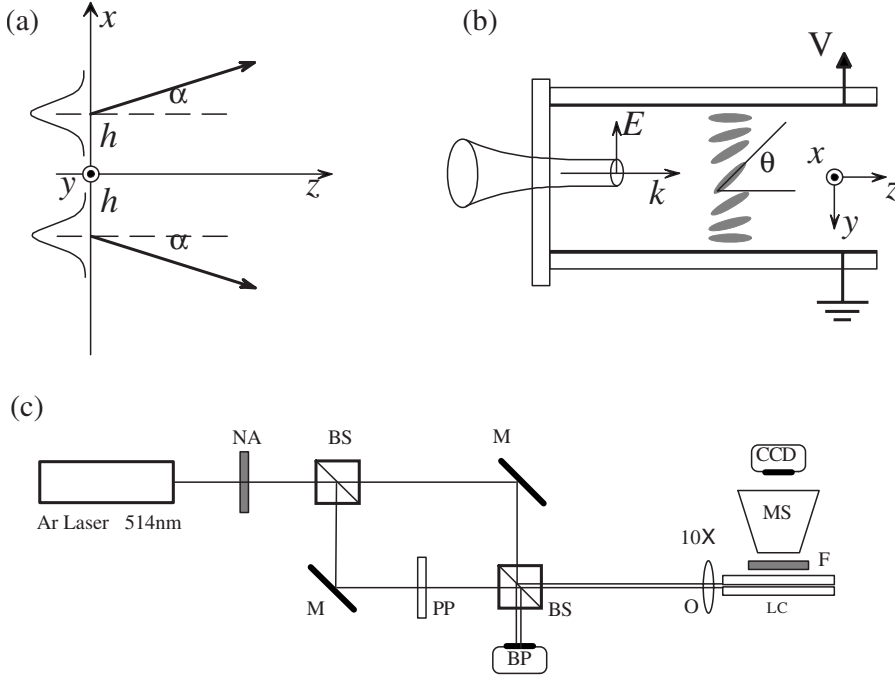 (a)
x
α
h
y
z
h
α
(b)
V
E
k
θ
x
z
y
(c)
NA
BS
M
CCD
MS
Ar Laser 514nm
10X
F
M
PP
BS
O
LC
BP